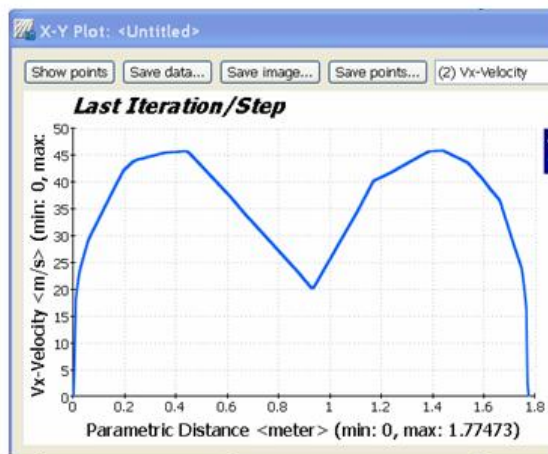 X-Y Plot: <Untitled>
Show points Save data... Save image... Save points... (2) Vx-Velocity
Last Iteration/Step
Vx-Velocity <m/s> (min: 0, max:
50
45
40
35
30
25
20
15
10
5
0
0 0.2 0.4 0.6 0.8 1 1.2 1.4 1.6 1.8
Parametric Distance <meter> (min: 0, max: 1.77473)